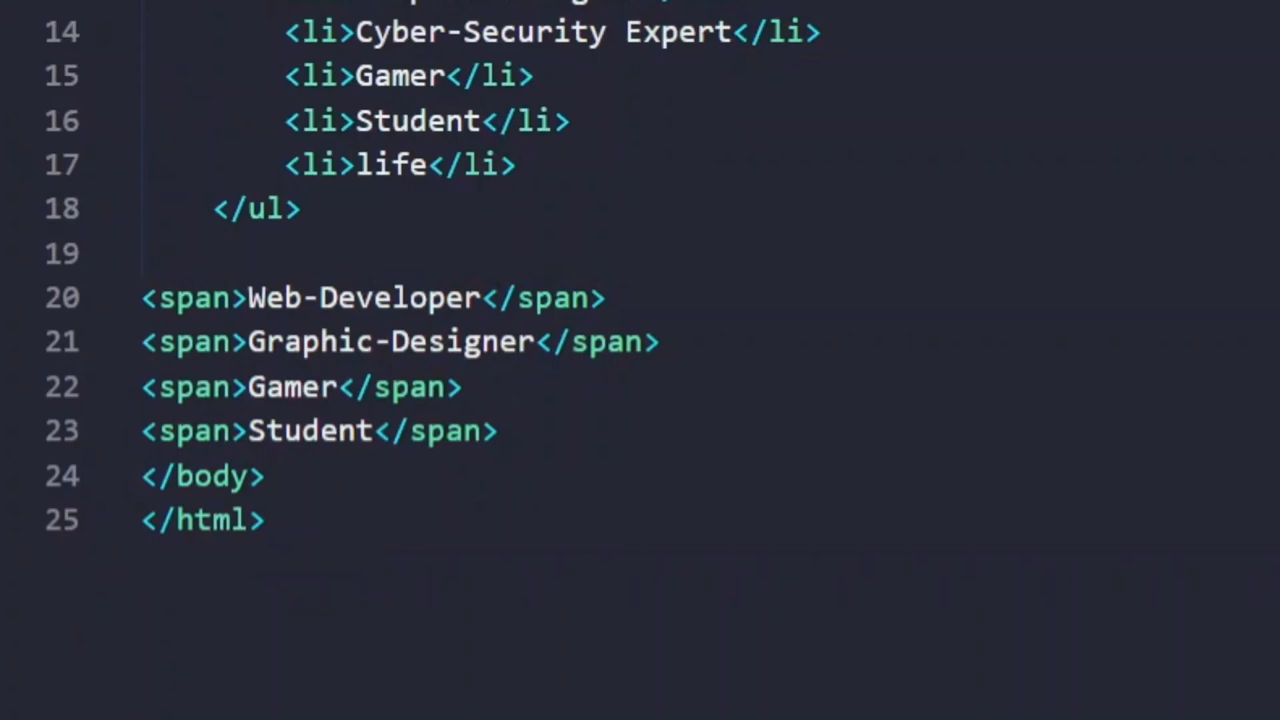 14 <li>Cyber-Security Expert</li>
15 <li>Gamer</li>
16 <li>Student</li>
17 <li>life</li>
18 </ul>
19
20 <span>Web-Developer</span>
21 <span>Graphic-Designer</span>
22 <span>Gamer</span>
23 <span>Student</span>
24 </body>
25 </html>